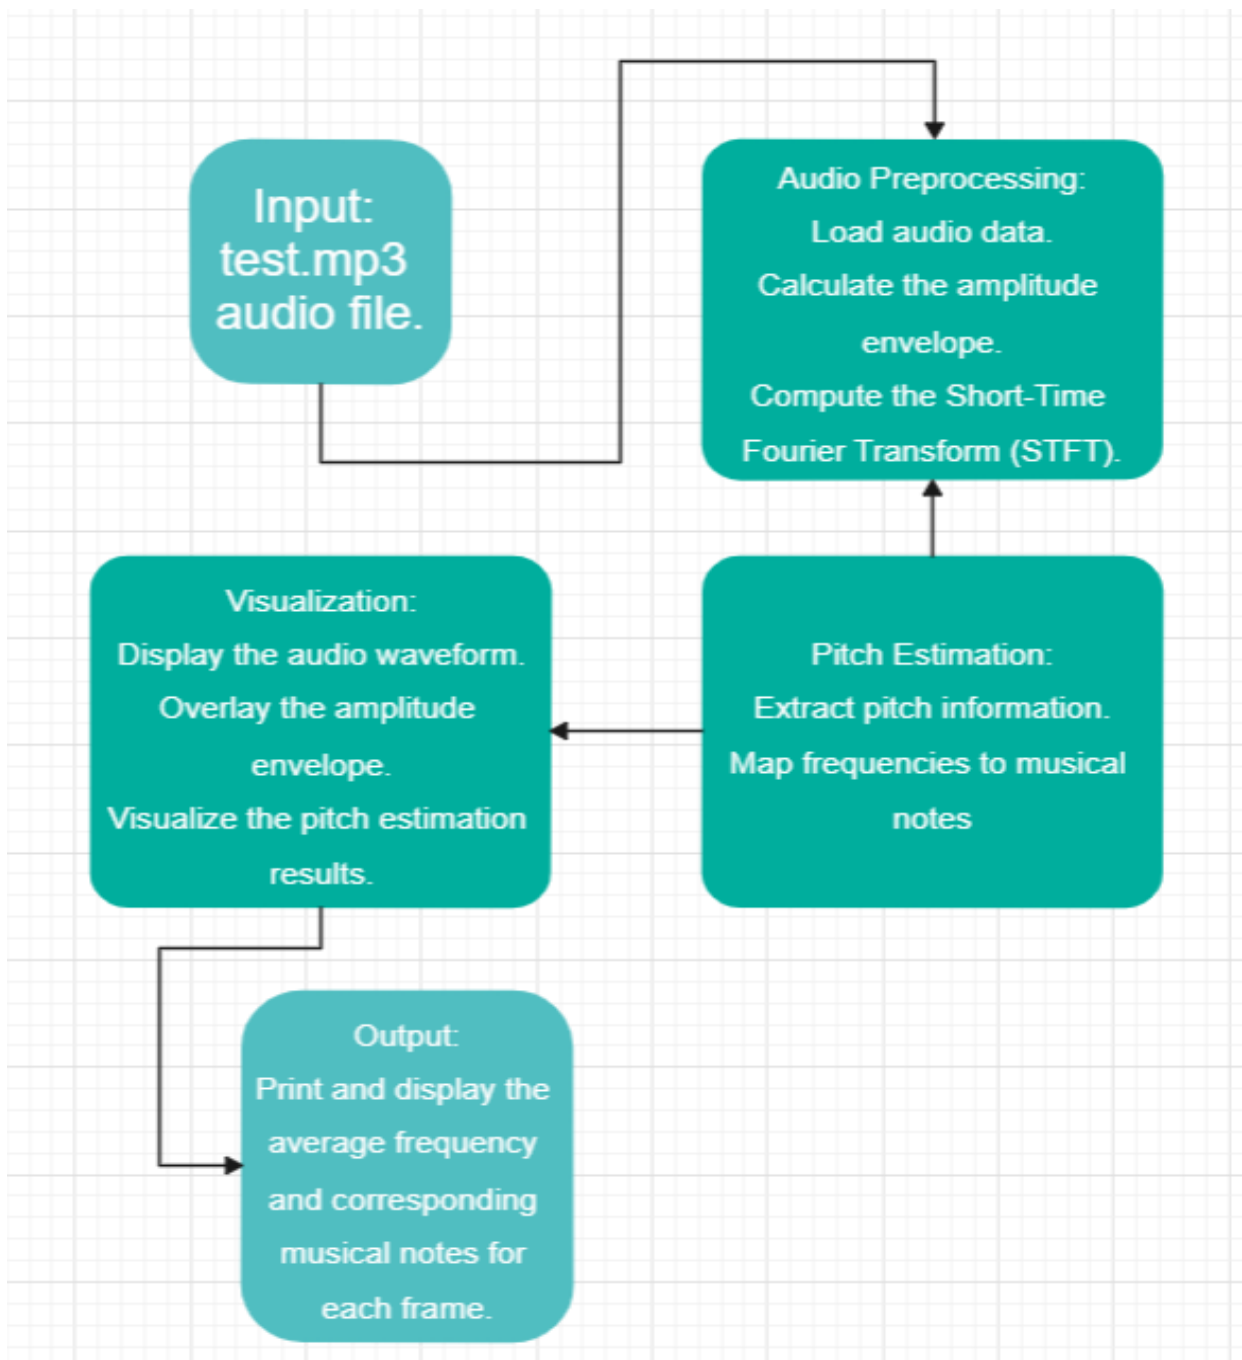 Input:
test.mp3
audio file.
Audio Preprocessing:
Load audio data.
Calculate the amplitude
envelope.
Compute the Short-Time
Fourier Transform (STFT).
Pitch Estimation:
Extract pitch information.
Map frequencies to musical
notes
Visualization:
Display the audio waveform.
Overlay the amplitude
envelope.
Visualize the pitch estimation
results.
Output:
Print and display the
average frequency
and corresponding
musical notes for
each frame.